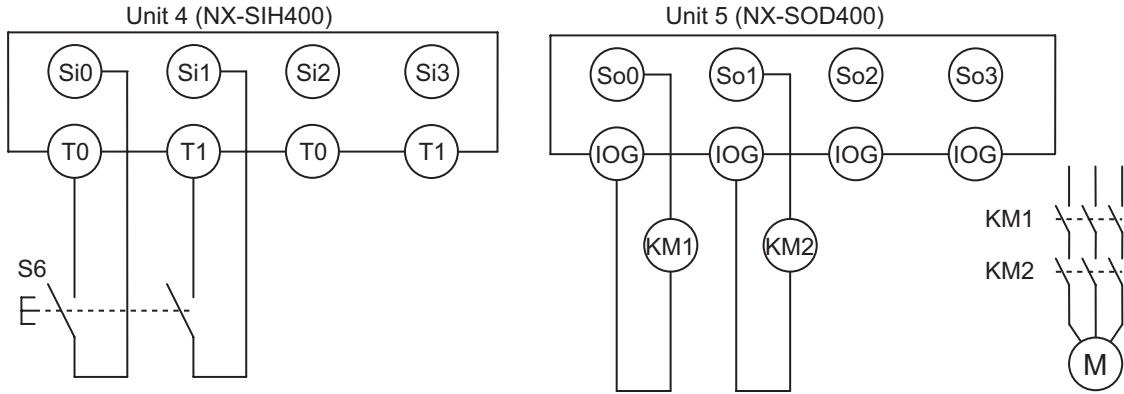 Unit 4 (NX-SIH400)
Unit 5 (NX-SOD400)
Si0 Si1 Si2 Si3
So0 So1 So2 So3
T0 T1 T0 T1
IOG IOG IOG IOG
KM1
KM1 KM2
KM2
S6
M